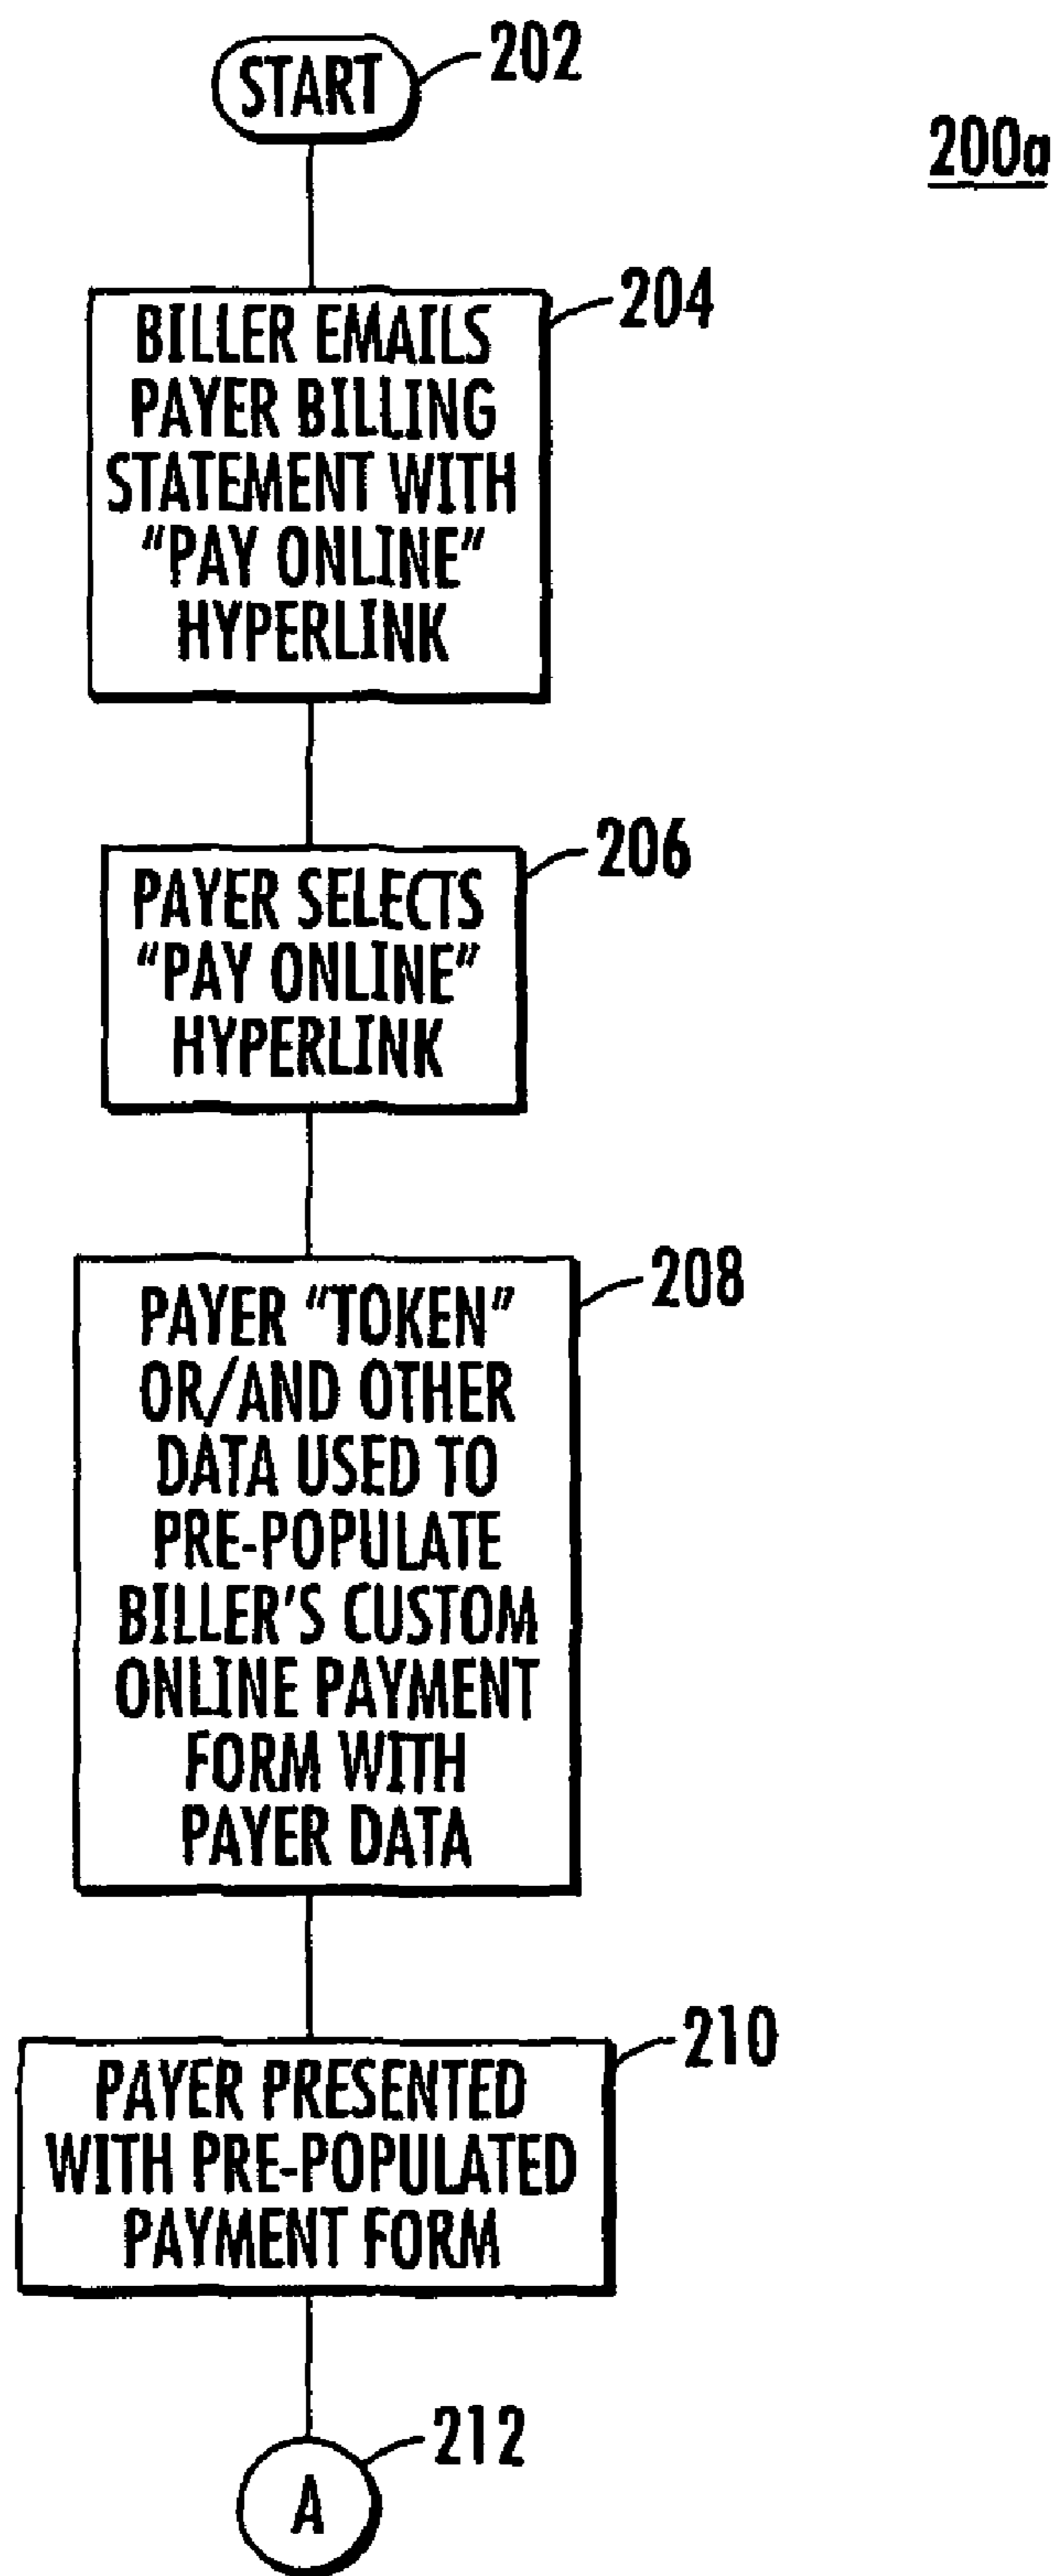 START
202
200a
204
BILLER EMAILS
PAYER BILLING
STATEMENT WITH
“PAY ONLINE”
HYPERLINK
206
PAYER SELECTS
“PAY ONLINE”
HYPERLINK
208
PAYER “TOKEN”
OR/AND OTHER
DATA USED TO
PRE-POPULATE
BILLER’S CUSTOM
ONLINE PAYMENT
FORM WITH
PAYER DATA
210
PAYER PRESENTED
WITH PRE-POPULATED
PAYMENT FORM
212
A